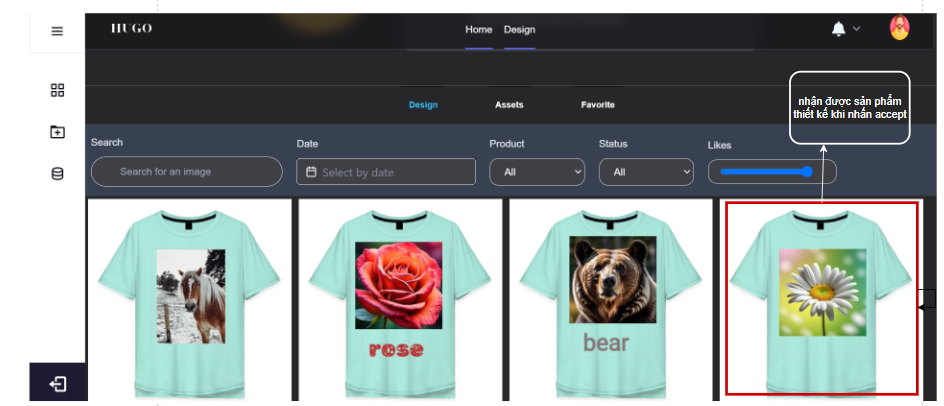 HUGO
Home Design
nhận được sản phẩm
thiết kế khi nhấn accept
Design Assets Favorite
Search Date Product Status Likes
Search for an image Select by date All All
rose
bear